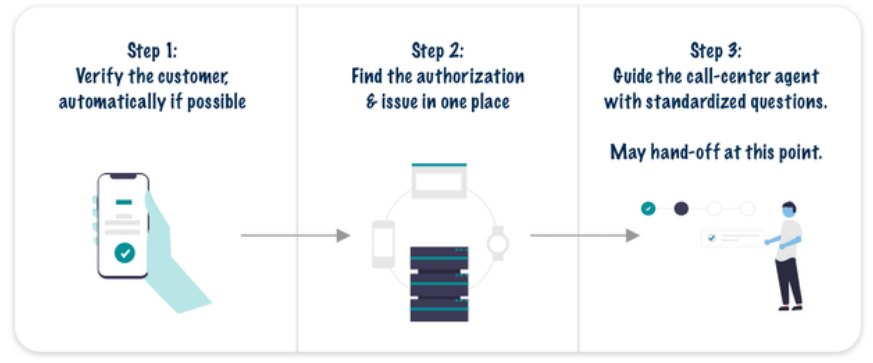 Step 1:
Verify the customer,
automatically if possible
Step 2:
Find the authorization
& issue in one place
Step 3:
Guide the call-center agent
with standardized questions.
May hand-off at this point.